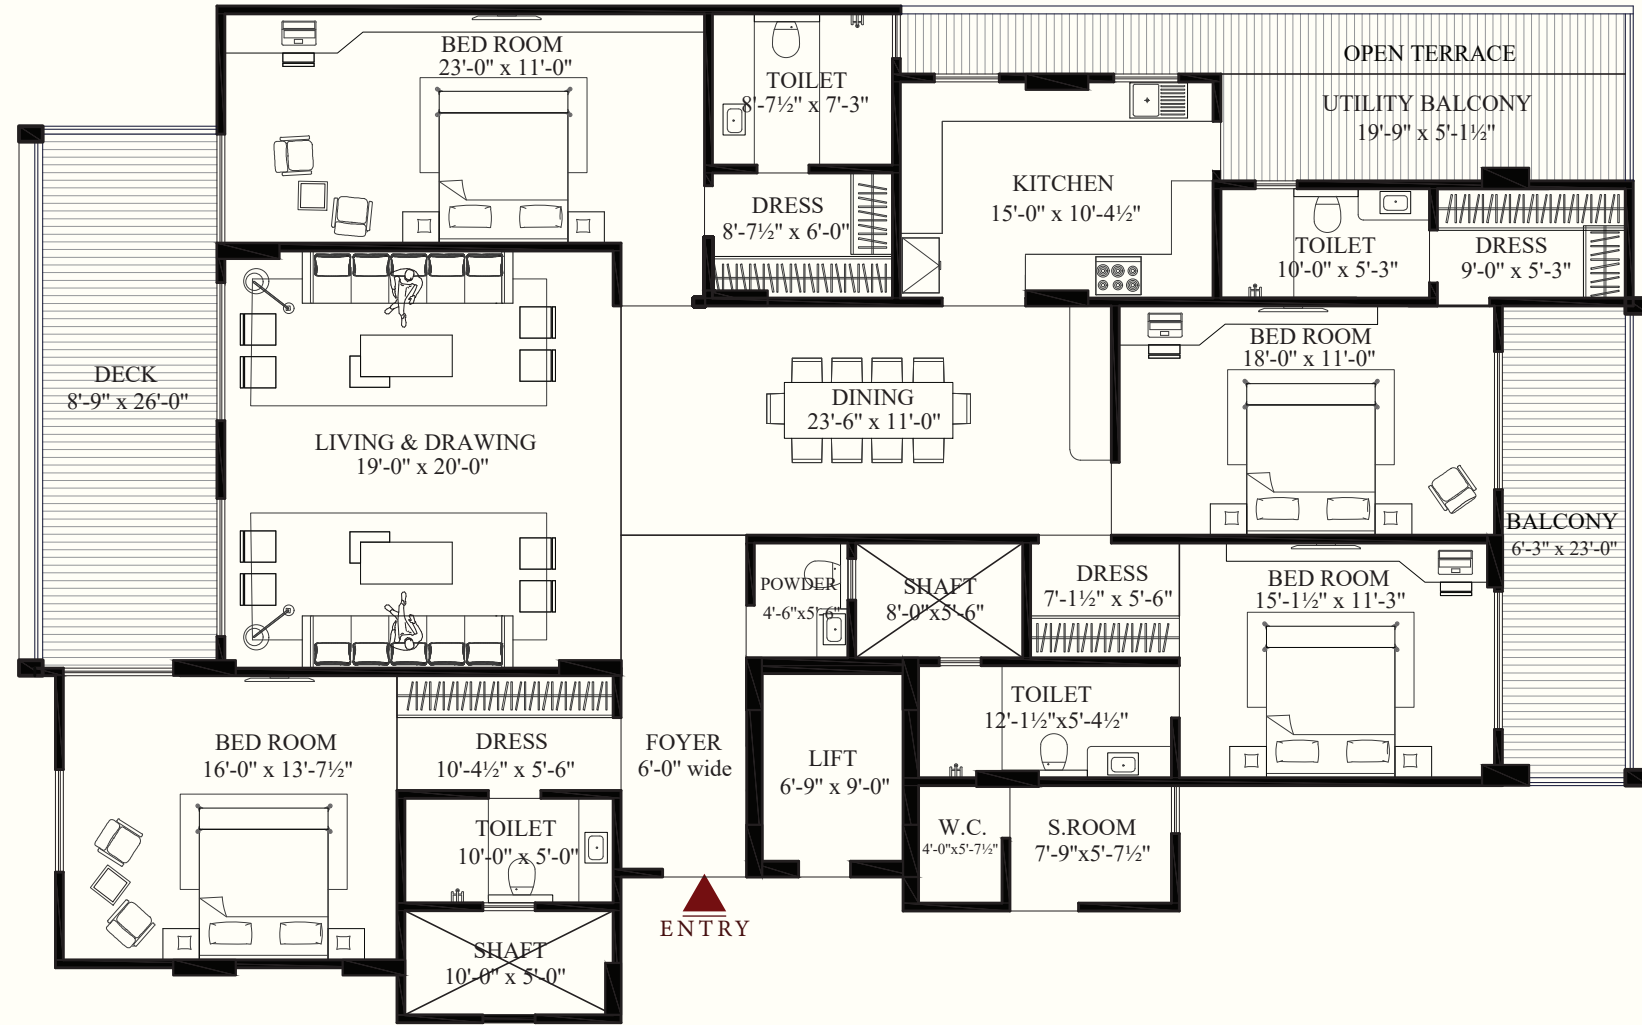 BED ROOM
23'-0" x 11'-0"
TOILET
8'-7½" x 7'-3"
OPEN TERRACE
UTILITY BALCONY
19'-9" x 5'-1½"
KITCHEN
15'-0" x 10'-4½"
DRESS
8'-7½" x 6'-0"
TOILET
10'-0" x 5'-3"
DRESS
9'-0" x 5'-3"
DECK
8'-9" x 26'-0"
LIVING & DRAWING
19'-0" x 20'-0"
DINING
23'-6" x 11'-0"
BED ROOM
18'-0" x 11'-0"
BALCONY
6'-3" x 23'-0"
POWDER
4'-6"x5'-6"
SHAFT
8'-0"x5'-6"
DRESS
7'-1½" x 5'-6"
BED ROOM
15'-1½" x 11'-3"
TOILET
12'-1½"x5'-4½"
BED ROOM
16'-0" x 13'-7½"
DRESS
10'-4½" x 5'-6"
FOYER
6'-0" wide
LIFT
6'-9" x 9'-0"
TOILET
10'-0" x 5'-0"
W.C.
4'-0"x5'-7½"
S.ROOM
7'-9"x5'-7½"
ENTRY
SHAFT
10'-0" x 5'-0"